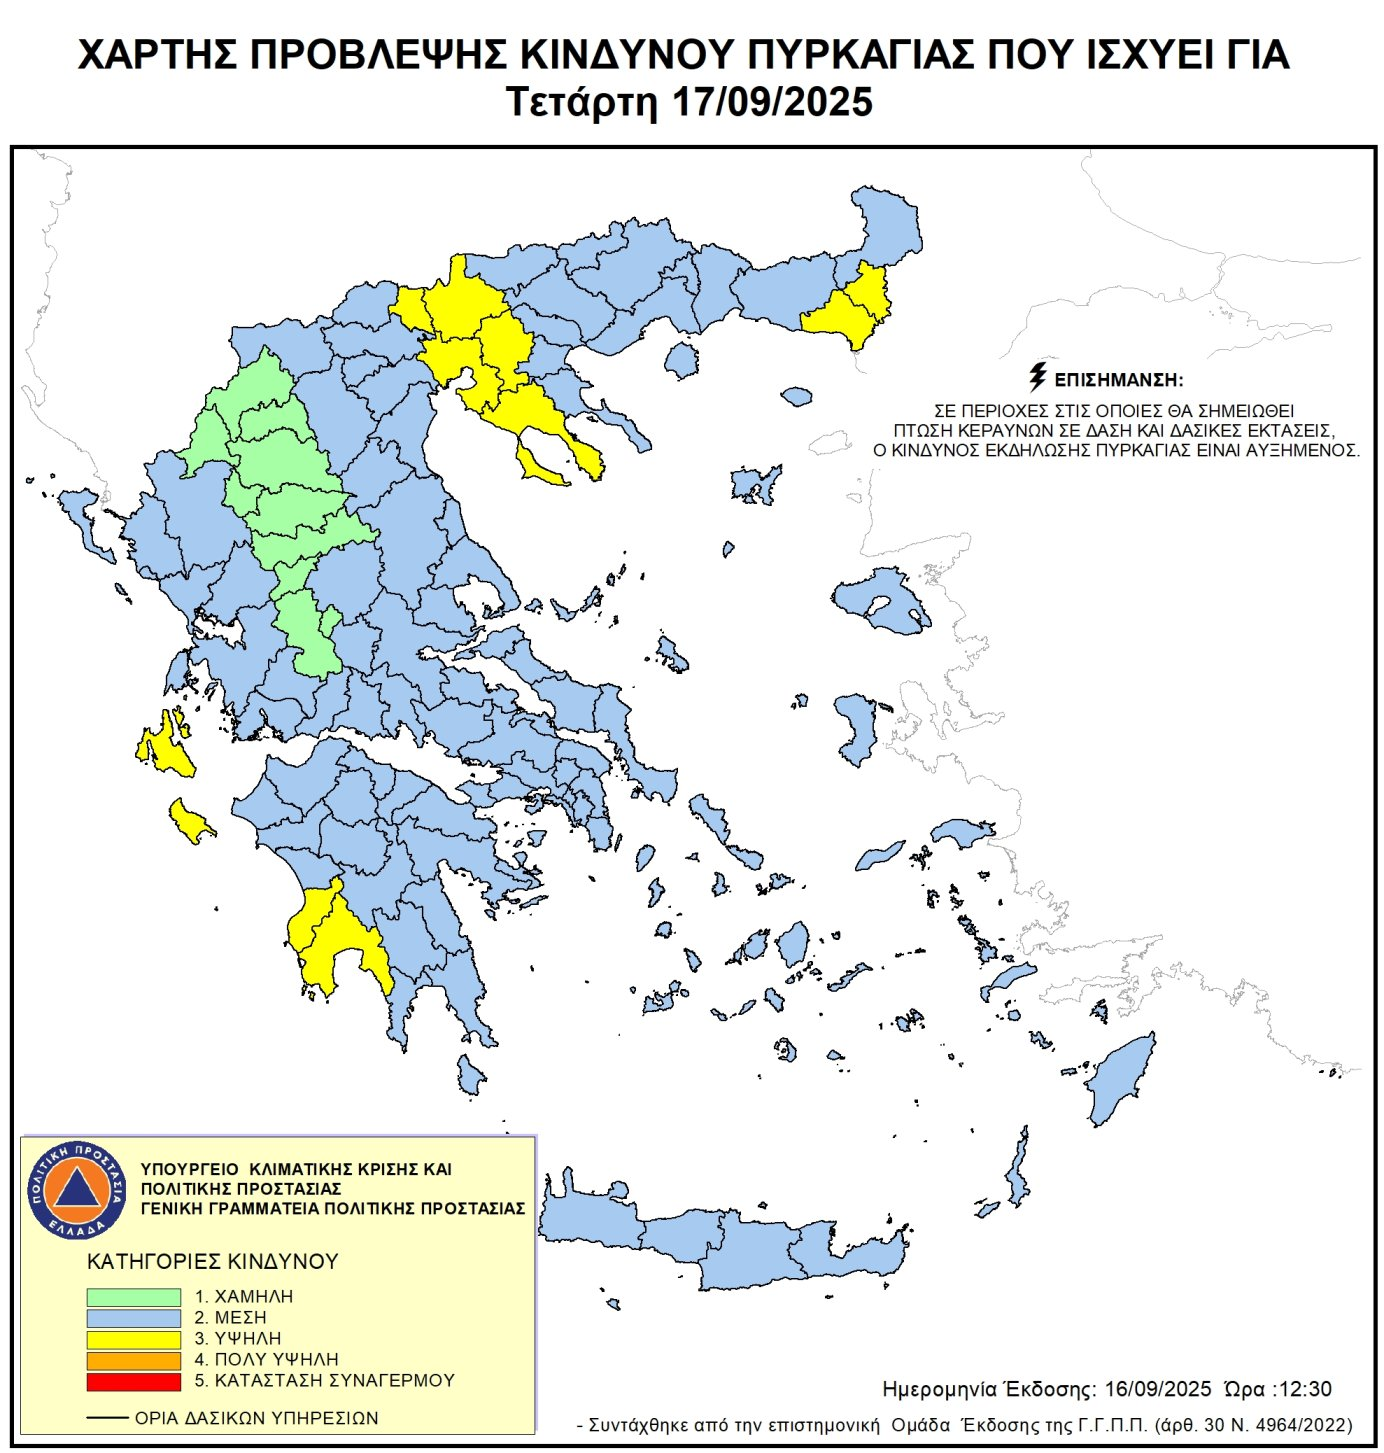 ΧΑΡΤΗΣ ΠΡΟΒΛΕΨΗΣ ΚΙΝΔΥΝΟΥ ΠΥΡΚΑΓΙΑΣ ΠΟΥ ΙΣΧΥΕΙ ΓΙΑ
Τετάρτη 17/09/2025
ΕΠΙΣΗΜΑΝΣΗ:
ΣΕ ΠΕΡΙΟΧΕΣ ΣΤΙΣ ΟΠΟΙΕΣ ΘΑ ΣΗΜΕΙΩΘΕΙ
ΠΤΩΣΗ ΚΕΡΑΥΝΩΝ ΣΕ ΔΑΣΗ ΚΑΙ ΔΑΣΙΚΕΣ ΕΚΤΑΣΕΙΣ,
Ο ΚΙΝΔΥΝΟΣ ΕΚΔΗΛΩΣΗΣ ΠΥΡΚΑΓΙΑΣ ΕΙΝΑΙ ΑΥΞΗΜΕΝΟΣ.
ΠΟΛΙΤΙΚΗ ΠΡΟΣΤΑΣΙΑ
ΕΛΛΑΔΑ
ΥΠΟΥΡΓΕΙΟ ΚΛΙΜΑΤΙΚΗΣ ΚΡΙΣΗΣ ΚΑΙ
ΠΟΛΙΤΙΚΗΣ ΠΡΟΣΤΑΣΙΑΣ
ΓΕΝΙΚΗ ΓΡΑΜΜΑΤΕΙΑ ΠΟΛΙΤΙΚΗΣ ΠΡΟΣΤΑΣΙΑΣ
ΚΑΤΗΓΟΡΙΕΣ ΚΙΝΔΥΝΟΥ
1. ΧΑΜΗΛΗ
2. ΜΕΣΗ
3. ΥΨΗΛΗ
4. ΠΟΛΥ ΥΨΗΛΗ
5. ΚΑΤΑΣΤΑΣΗ ΣΥΝΑΓΕΡΜΟΥ
ΟΡΙΑ ΔΑΣΙΚΩΝ ΥΠΗΡΕΣΙΩΝ
Ημερομηνία Έκδοσης: 16/09/2025 Ώρα :12:30
- Συντάχθηκε από την επιστημονική Ομάδα Έκδοσης της Γ.Γ.Π.Π. (άρθ. 30 Ν. 4964/2022)